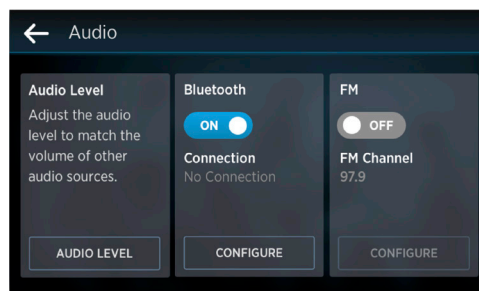 Audio
Audio Level
Adjust the audio
level to match the
volume of other
audio sources.
AUDIO LEVEL
Bluetooth
ON
Connection
No Connection
CONFIGURE
FM
OFF
FM Channel
97.9
CONFIGURE